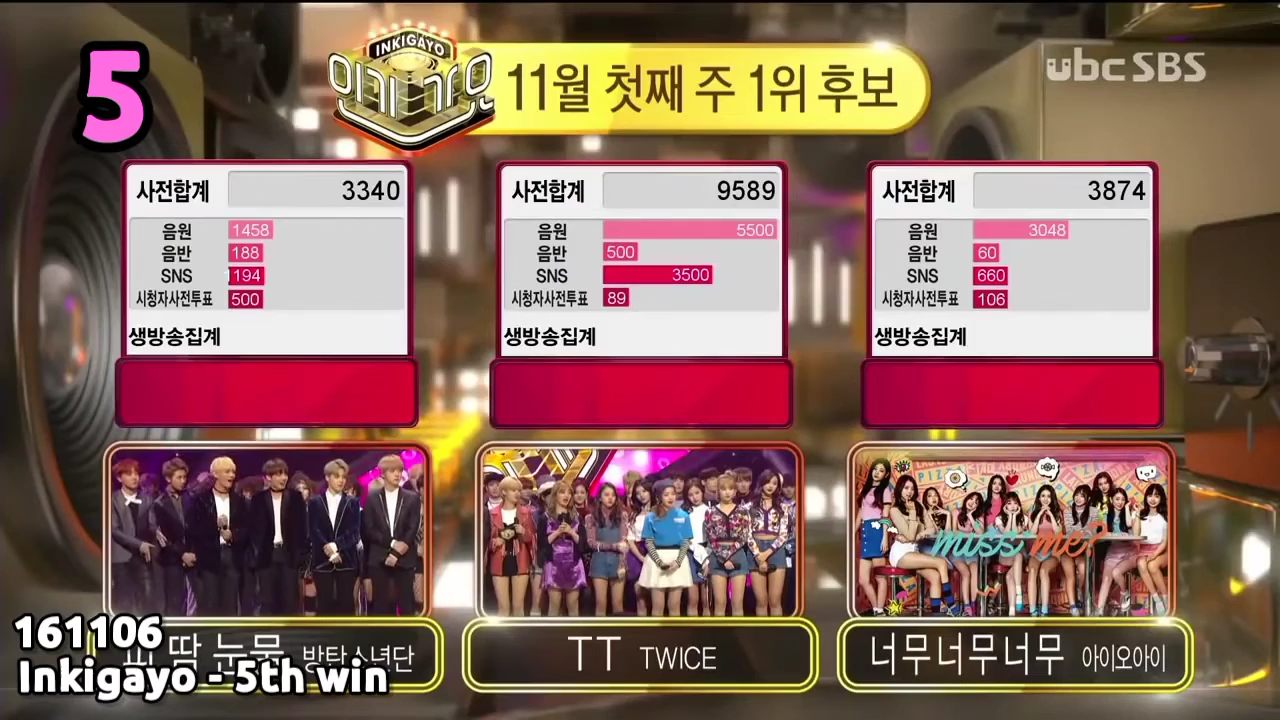 5
INKIGAYO
인기가요
11월 첫째 주 1위 후보
ubc SBS
사전합계 3340
음원 1458
음반 188
SNS 1194
시청자사전투표 500
생방송집계
사전합계 9589
음원 5500
음반 500
SNS 3500
시청자사전투표 89
생방송집계
사전합계 3874
음원 3048
음반 60
SNS 660
시청자사전투표 106
생방송집계
miss me?
피 땀 눈물 방탄소년단
TT TWICE
너무너무너무 아이오아이
161106
Inkigayo - 5th win